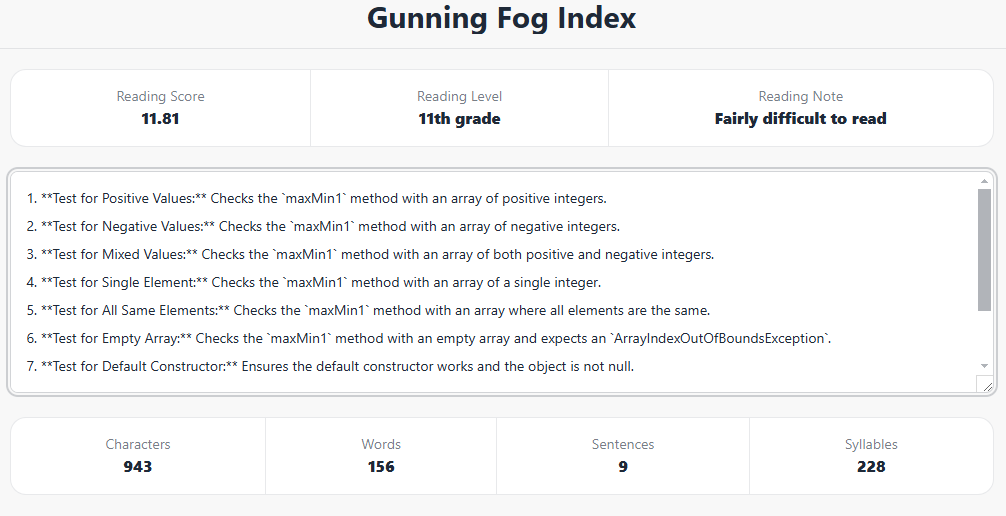 Gunning Fog Index
Reading Score
11.81
Reading Level
11th grade
Reading Note
Fairly difficult to read
1. **Test for Positive Values:** Checks the `maxMin1` method with an array of positive integers.
2. **Test for Negative Values:** Checks the `maxMin1` method with an array of negative integers.
3. **Test for Mixed Values:** Checks the `maxMin1` method with an array of both positive and negative integers.
4. **Test for Single Element:** Checks the `maxMin1` method with an array of a single integer.
5. **Test for All Same Elements:** Checks the `maxMin1` method with an array where all elements are the same.
6. **Test for Empty Array:** Checks the `maxMin1` method with an empty array and expects an `ArrayIndexOutOfBoundsException`.
7. **Test for Default Constructor:** Ensures the default constructor works and the object is not null.
Characters
943
Words
156
Sentences
9
Syllables
228